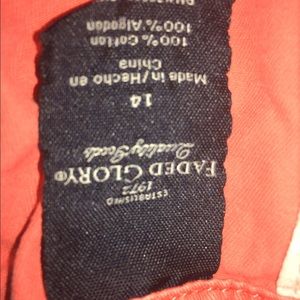 ESTABLISHED
1972
FADED GLORY®
Quality Goods
14
Made in/Hecho en
China
100% Cotton
100% Algodon